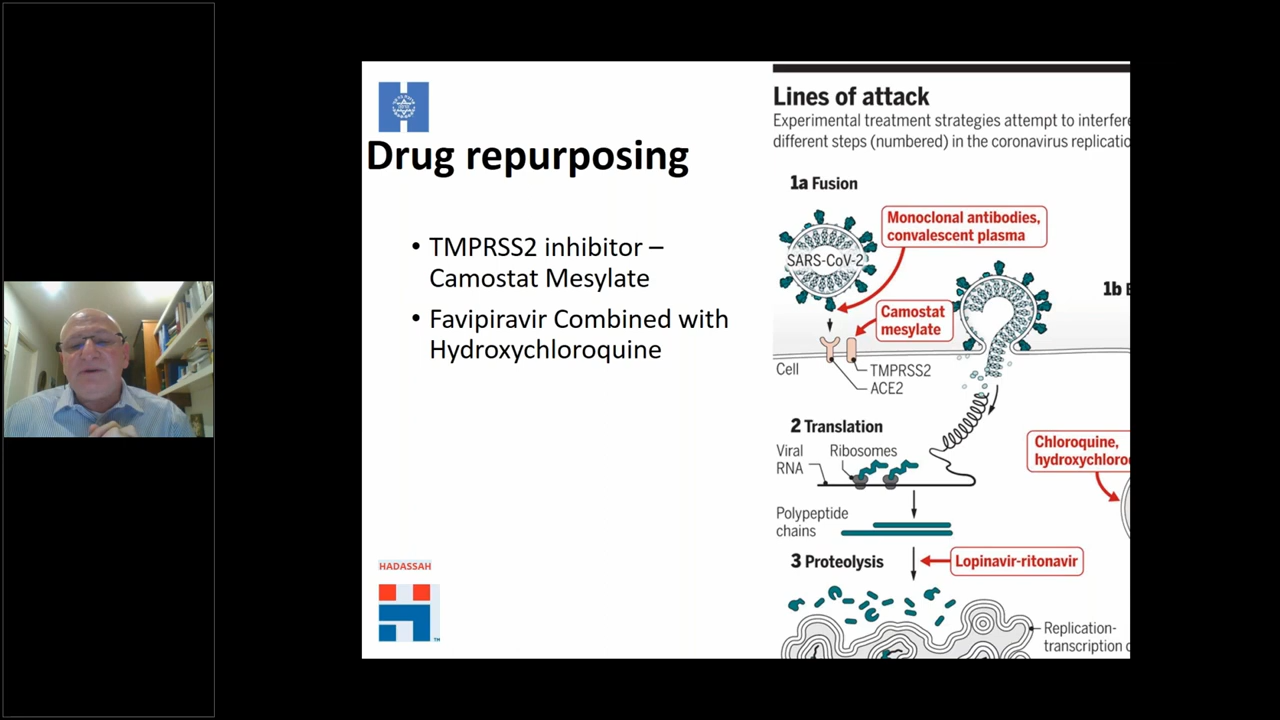 Drug repurposing
• TMPRSS2 inhibitor –
Camostat Mesylate
• Favipiravir Combined with
Hydroxychloroquine
HADASSAH
TM
Lines of attack
Experimental treatment strategies attempt to interfere
different steps (numbered) in the coronavirus replicatio
1a Fusion
Monoclonal antibodies,
convalescent plasma
SARS-CoV-2
1b E
Camostat
mesylate
Cell
TMPRSS2
ACE2
2 Translation
Viral
RNA
Ribosomes
Chloroquine,
hydroxychloro
Polypeptide
chains
3 Proteolysis
Lopinavir-ritonavir
Replication-
transcription c